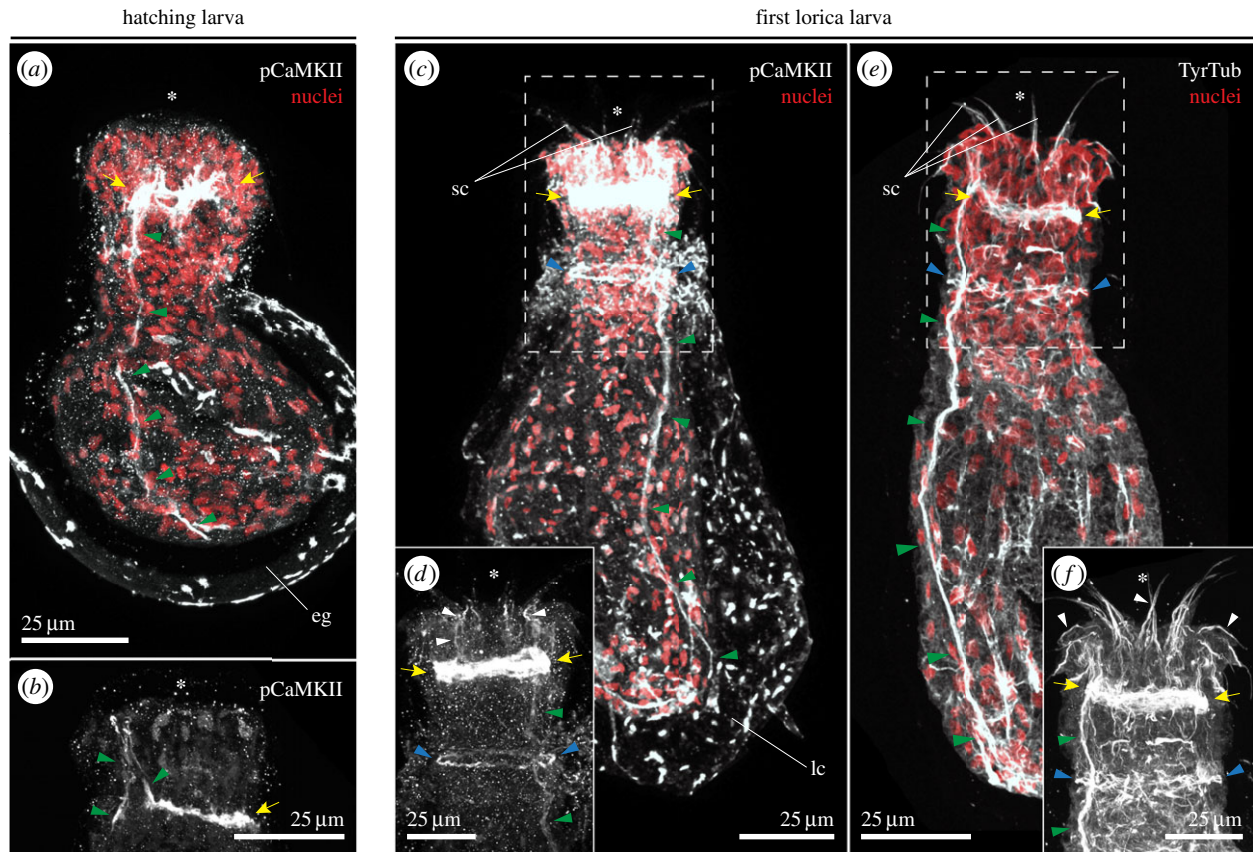 hatching larva
first lorica larva
(a)
pCaMKII
nuclei
*
eg
25 µm
(b)
*
pCaMKII
25 µm
(c)
pCaMKII
nuclei
*
sc
lc
25 µm
(d)
*
25 µm
(e)
TyrTub
nuclei
*
sc
25 µm
(f)
*
25 µm